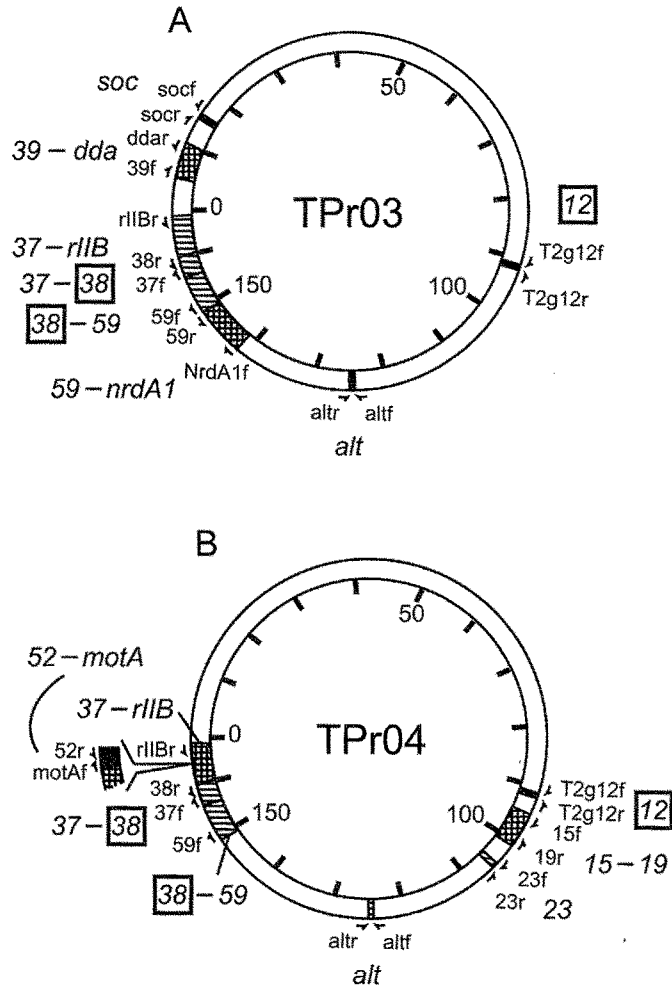 A
soc
socf
socr
ddar
39–dda
39f
0
50
TPr03
12
T2g12f
T2g12r
100
150
rIIBr
37–rIIB
38r
37–38
37f
38–59
59f
59r
NrdA1f
59–nrdA1
altr altf
alt
B
50
52–motA
37–rIIB
0
TPr04
52r
motAf
rIIBr
38r
37–38
37f
59f
150
38–59
100
T2g12f
T2g12r
12
15f
19r
15–19
23f
23r
23
altr altf
alt